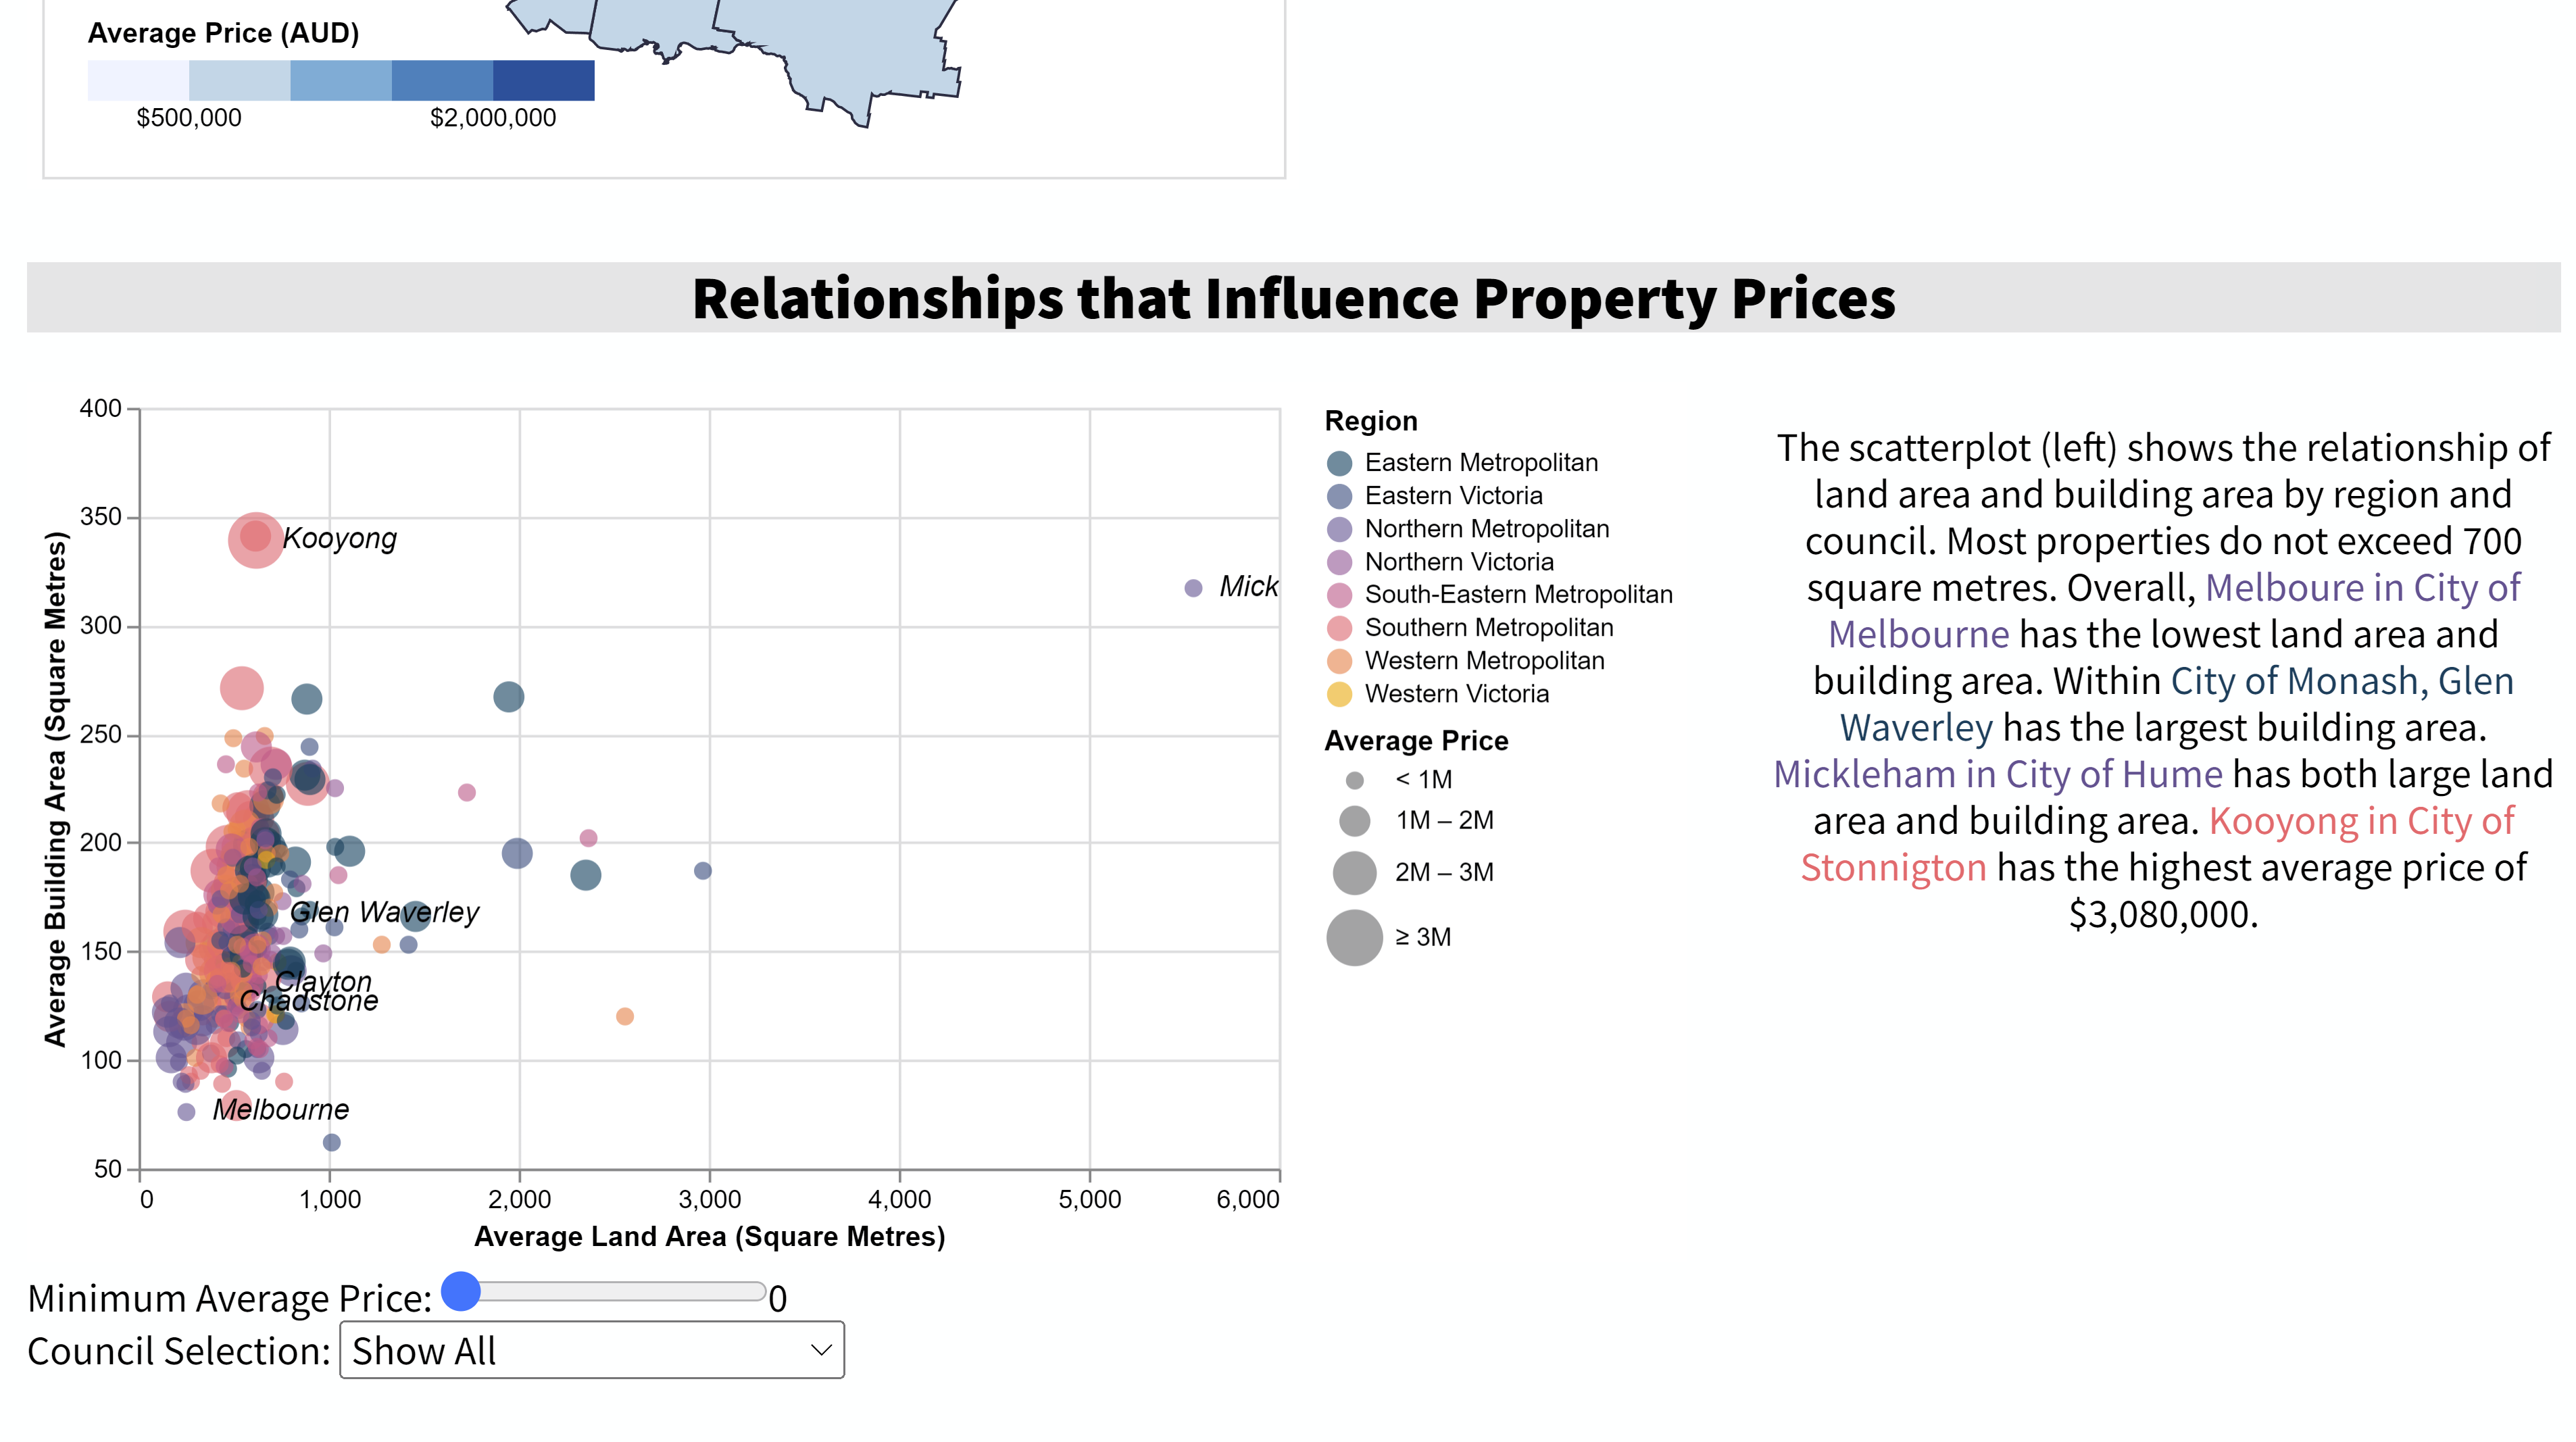 Average Price (AUD)
$500,000 $2,000,000
Relationships that Influence Property Prices
400
350
300
250
200
150
100
50
Average Building Area (Square Metres)
Kooyong
Mick
Glen Waverley
Clayton
Chadstone
Melbourne
0 1,000 2,000 3,000 4,000 5,000 6,000
Average Land Area (Square Metres)
Region
Eastern Metropolitan
Eastern Victoria
Northern Metropolitan
Northern Victoria
South-Eastern Metropolitan
Southern Metropolitan
Western Metropolitan
Western Victoria
Average Price
< 1M
1M – 2M
2M – 3M
≥ 3M
The scatterplot (left) shows the relationship of
land area and building area by region and
council. Most properties do not exceed 700
square metres. Overall, Melboure in City of
Melbourne has the lowest land area and
building area. Within City of Monash, Glen
Waverley has the largest building area.
Mickleham in City of Hume has both large land
area and building area. Kooyong in City of
Stonnigton has the highest average price of
$3,080,000.
Minimum Average Price: 0
Council Selection: Show All